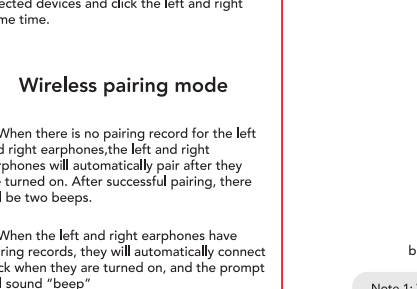 ected devices and click the left and right
me time.
Wireless pairing mode
When there is no pairing record for the left
d right earphones,the left and right
rphones will automatically pair after they
turned on. After successful pairing, there
l be two beeps.
When the left and right earphones have
ring records, they will automatically connect
ck when they are turned on, and the prompt
l sound “beep”
b
Note 1: